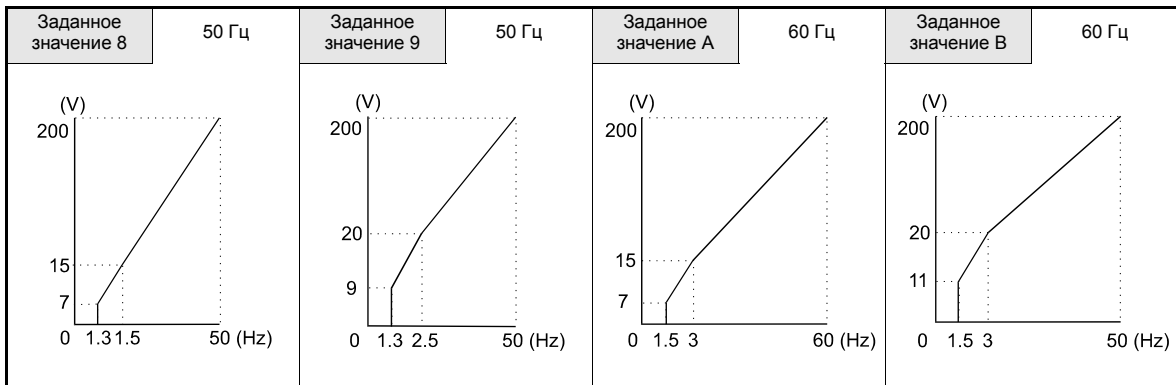 Заданное
значение 8
50 Гц
Заданное
значение 9
50 Гц
Заданное
значение A
60 Гц
Заданное
значение B
60 Гц
(V)
200
15
7
0 1.3 1.5 50 (Hz)
(V)
200
20
9
0 1.3 2.5 50 (Hz)
(V)
200
15
7
0 1.5 3 60 (Hz)
(V)
200
20
11
0 1.5 3 50 (Hz)